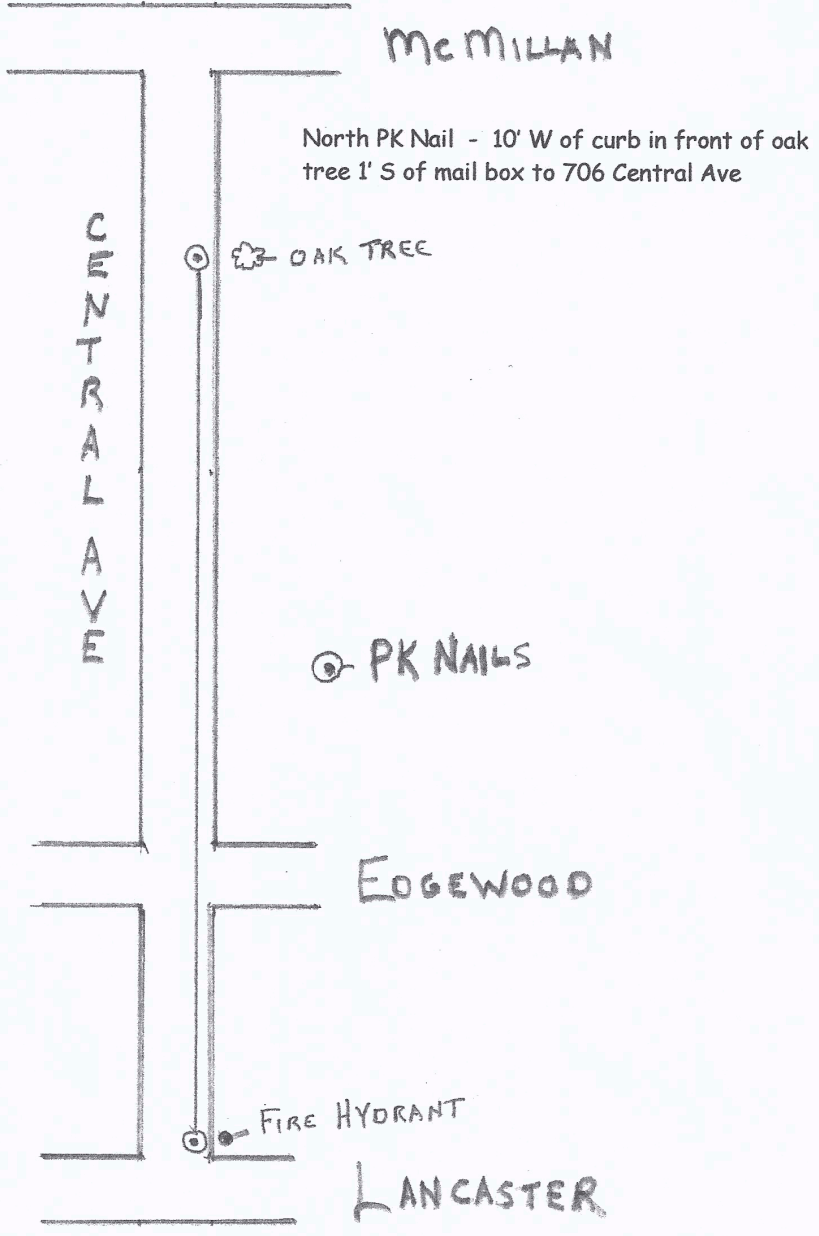 McMILLAN
North PK Nail - 10' W of curb in front of oak
tree 1' S of mail box to 706 Central Ave
OAK TREE
CENTRAL AVE
PK NAILS
EDGEWOOD
FIRE HYDRANT
LANCASTER